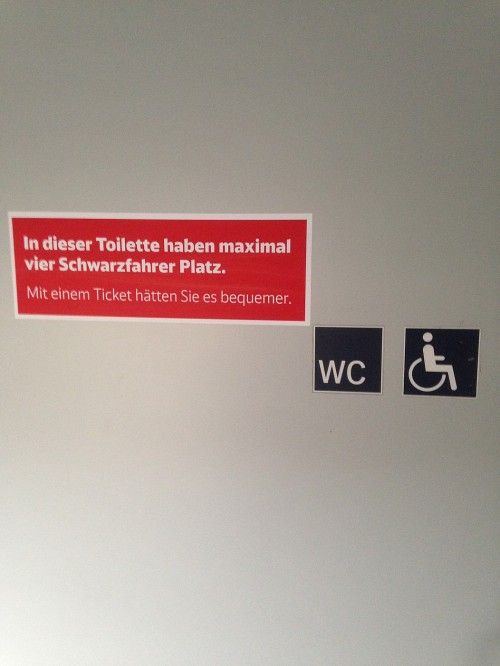 In dieser Toilette haben maximal
vier Schwarzfahrer Platz.
Mit einem Ticket hätten Sie es bequemer.
WC